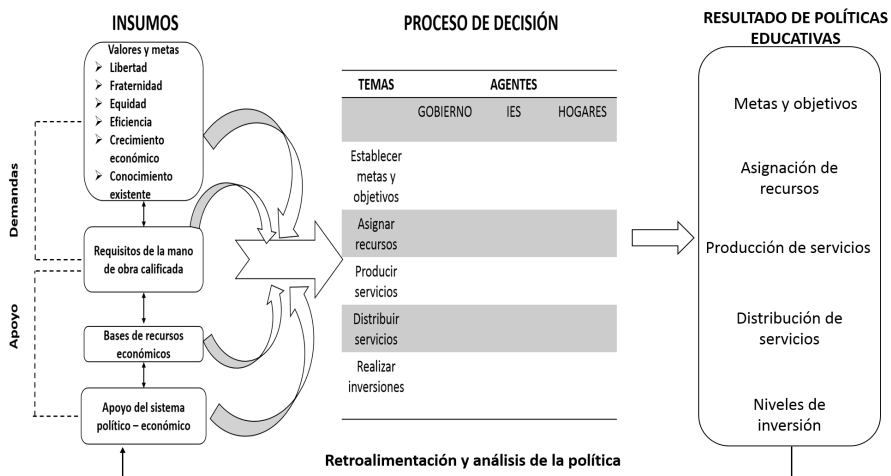 INSUMOS
Valores y metas
Libertad
Fraternidad
Equidad
Eficiencia
Crecimiento
económico
Conocimiento
existente
Requisitos de la mano
de obra calificada
Bases de recursos
económicos
Apoyo del sistema
político – económico
Demandas
Apoyo
PROCESO DE DECISIÓN
TEMAS AGENTES
GOBIERNO IES HOGARES
Establecer
metas y
objetivos
Asignar
recursos
Producir
servicios
Distribuir
servicios
Realizar
inversiones
RESULTADO DE POLÍTICAS
EDUCATIVAS
Metas y objetivos
Asignación de
recursos
Producción de servicios
Distribución de
servicios
Niveles de
inversión
Retroalimentación y análisis de la política